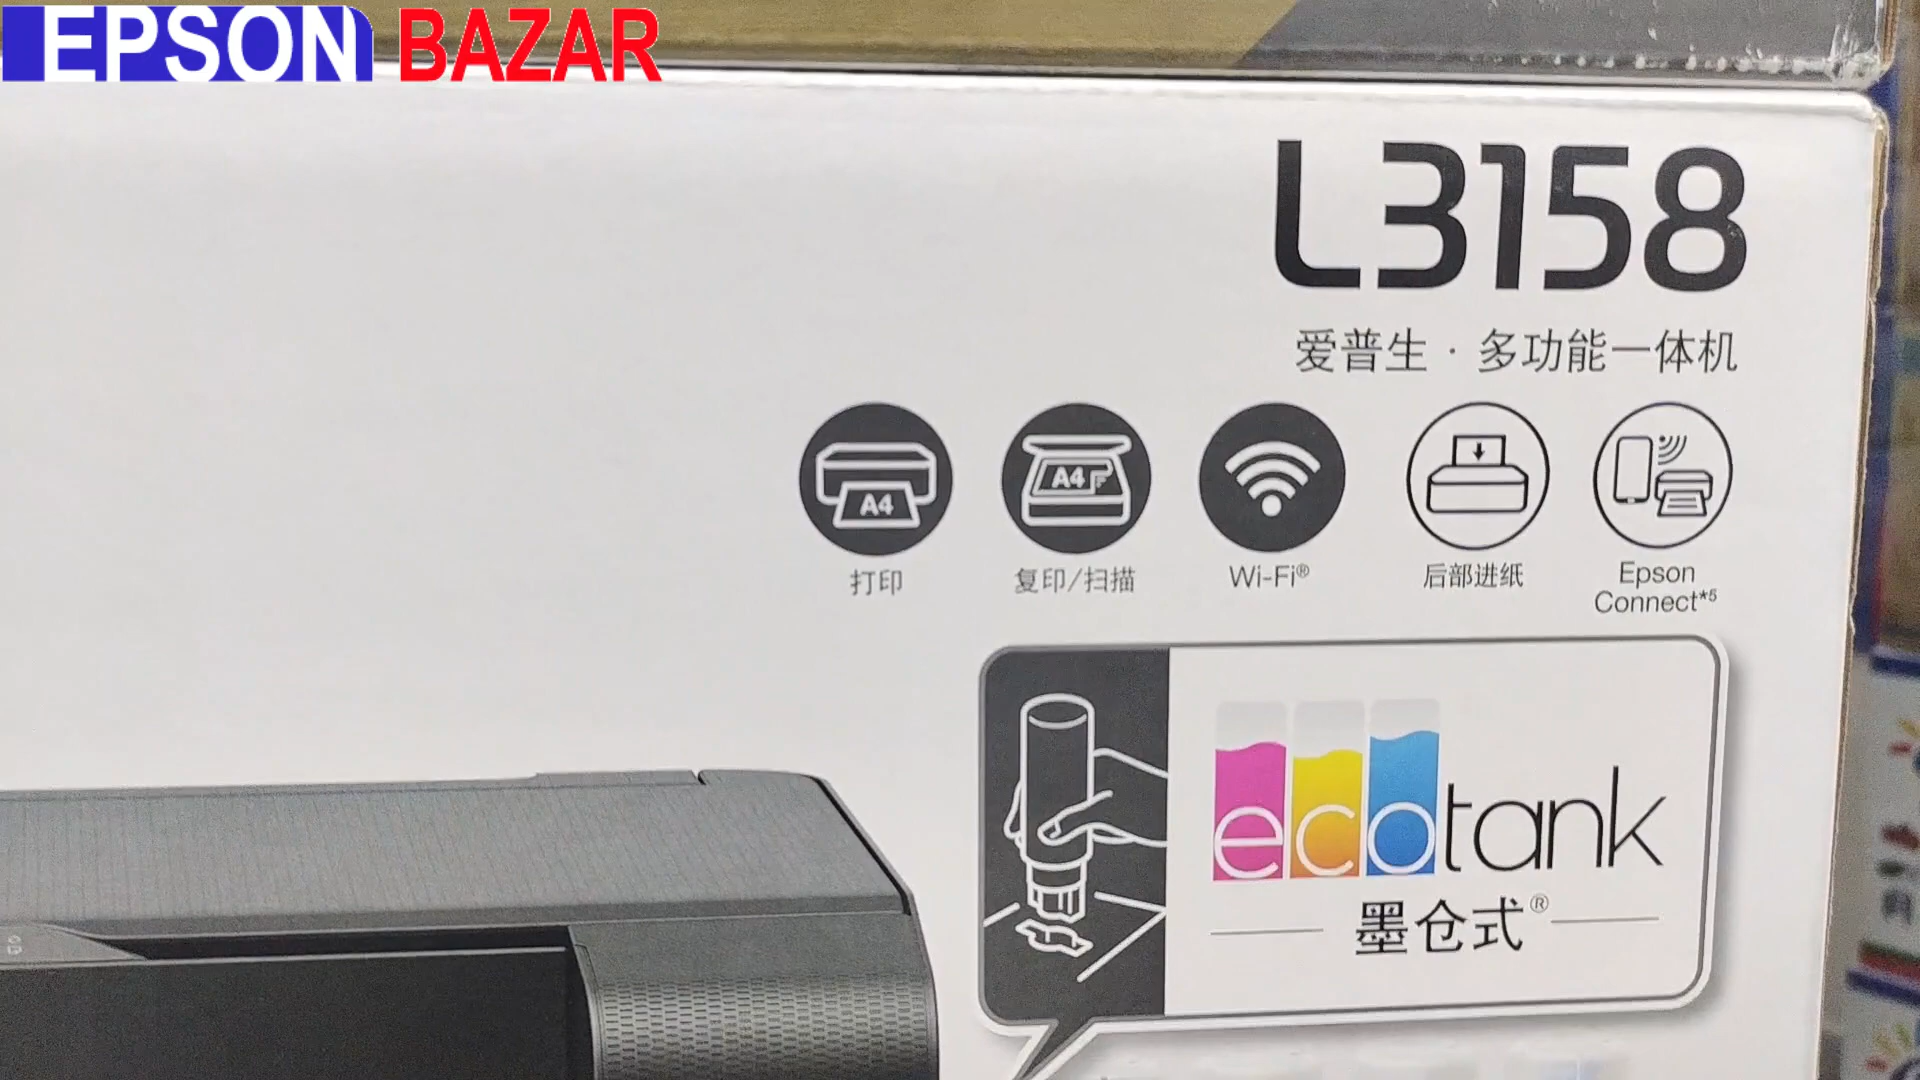 EPSON BAZAR
L3158
爱普生·多功能一体机
A4
A4
打印
复印/扫描
Wi-Fi®
后部进纸
Epson
Connect*5
ecotank
墨仓式®